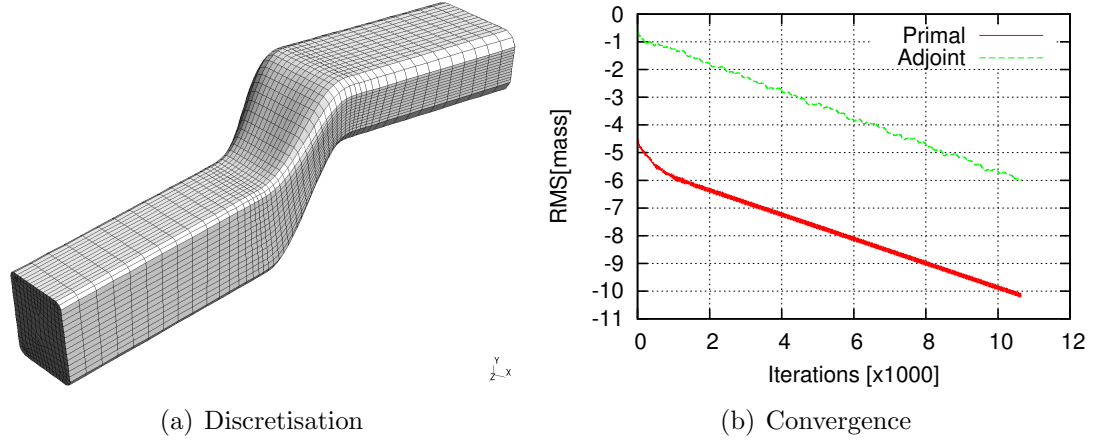 Y
Z X
(a) Discretisation
0
-1
-2
-3
-4
-5
-6
-7
-8
-9
-10
-11
RMS[mass]
Primal
Adjoint
0 2 4 6 8 10 12
Iterations [x1000]
(b) Convergence